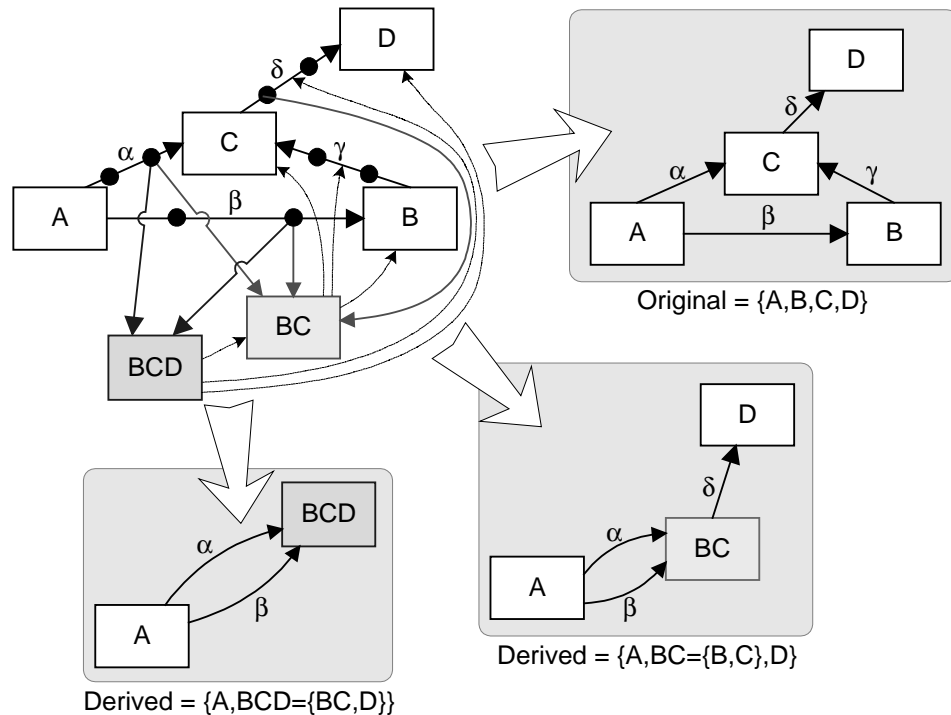 D
δ
C
α
γ
A
β
B
BC
BCD
D
δ
C
α
γ
A
β
B
Original = {A,B,C,D}
D
δ
α
BC
A
β
Derived = {A,BC={B,C},D}
BCD
α
β
A
Derived = {A,BCD={BC,D}}